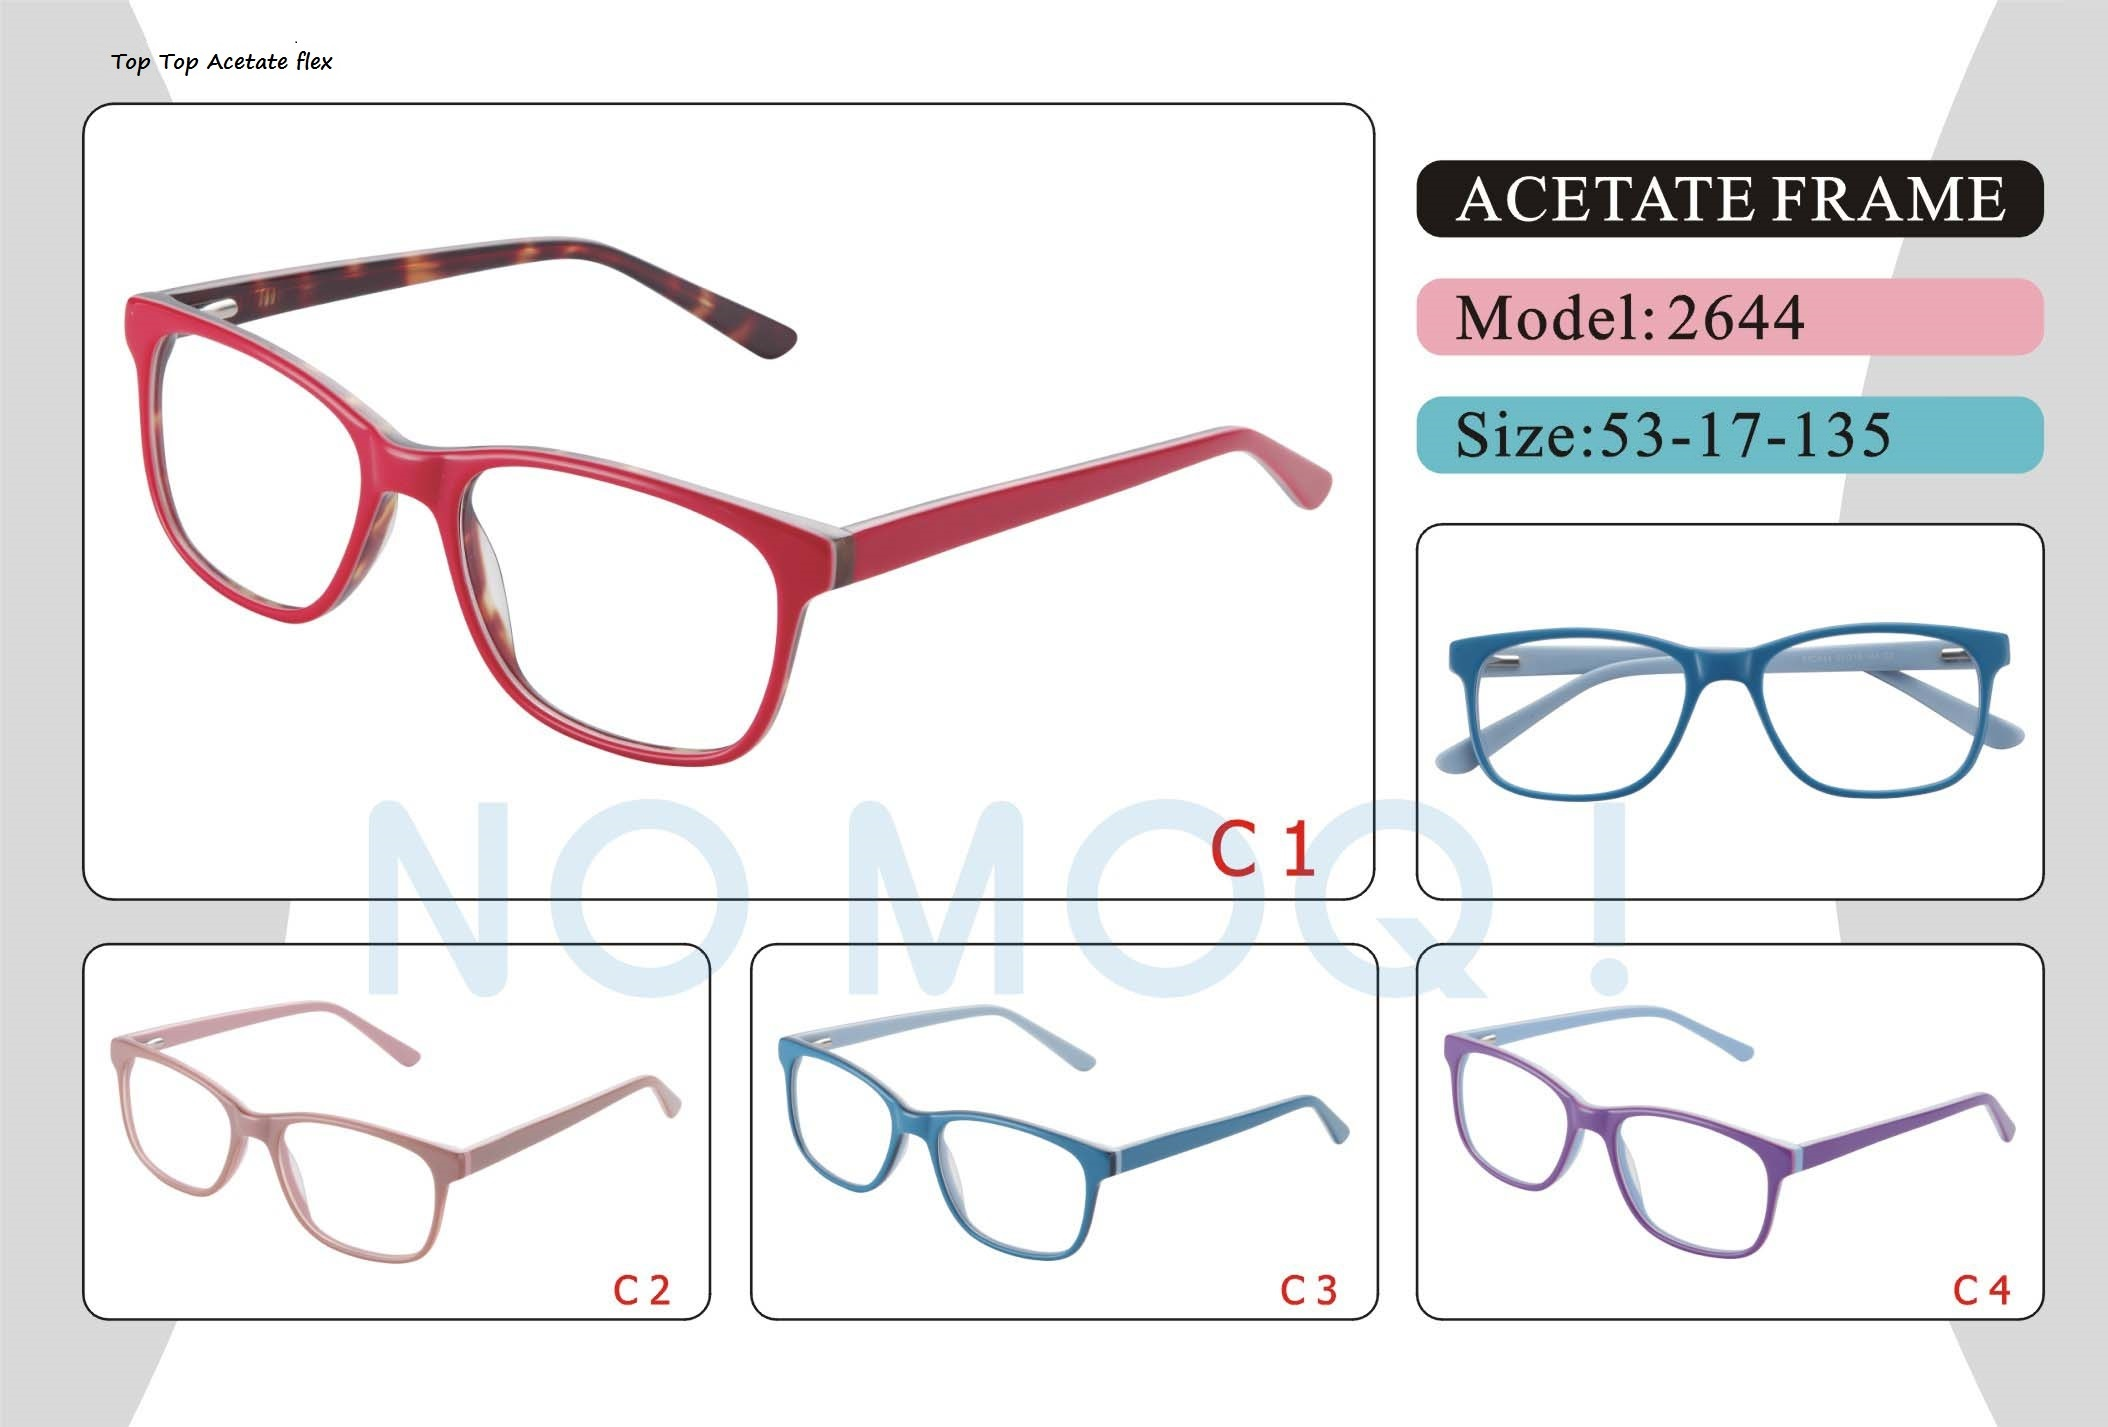 Top Top Acetate flex
ACETATE FRAME
Model: 2644
Size:53-17-135
C 1
NO MOQ!
C 2
C 3
C 4